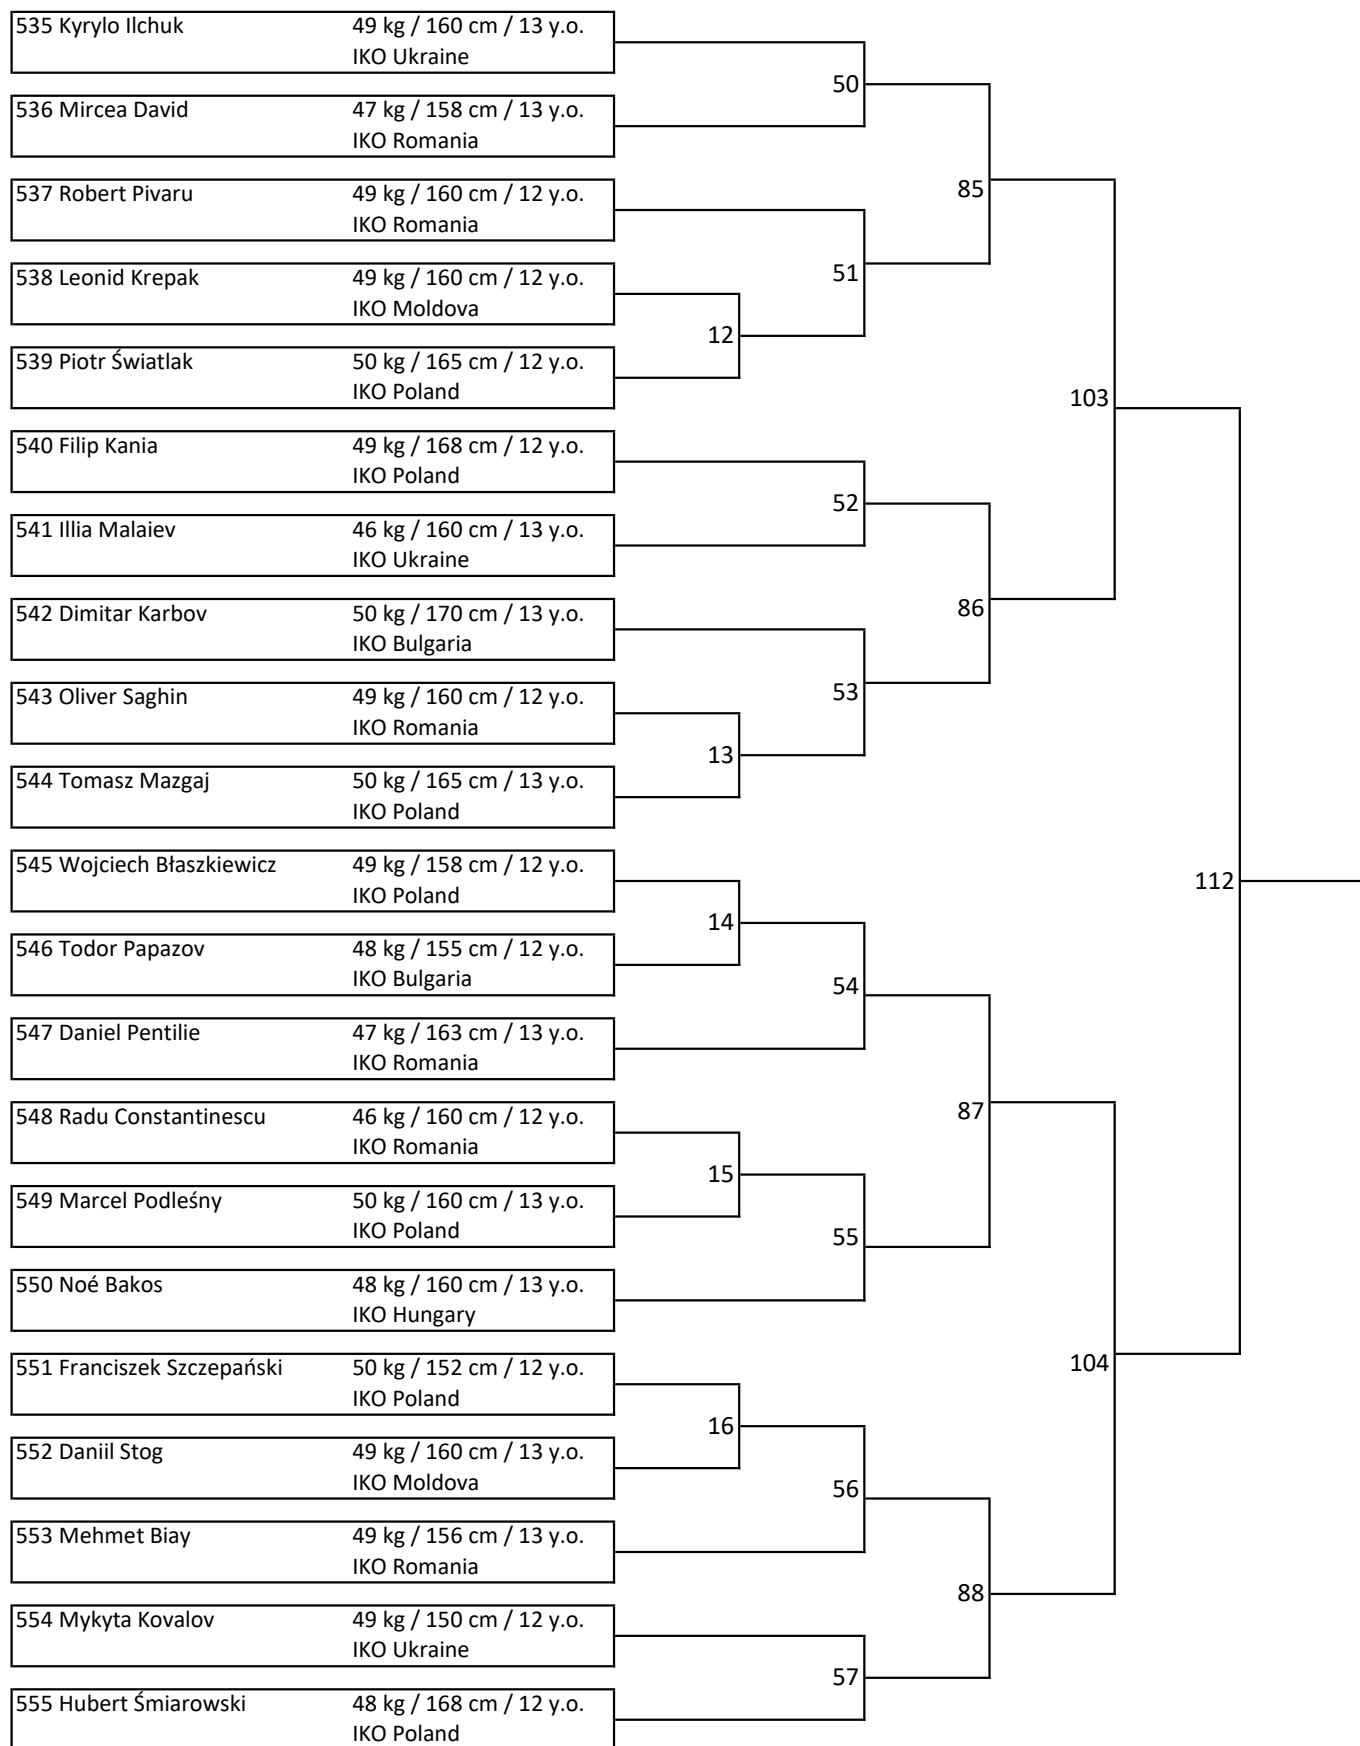 535 Kyrylo Ilchuk 49 kg / 160 cm / 13 y.o.
IKO Ukraine
50
536 Mircea David 47 kg / 158 cm / 13 y.o.
IKO Romania
537 Robert Pivaru 49 kg / 160 cm / 12 y.o.
85
IKO Romania
538 Leonid Krepak 49 kg / 160 cm / 12 y.o.
51
IKO Moldova
12
539 Piotr Światlak 50 kg / 165 cm / 12 y.o.
IKO Poland
103
540 Filip Kania 49 kg / 168 cm / 12 y.o.
IKO Poland
52
541 Illia Malaiev 46 kg / 160 cm / 13 y.o.
IKO Ukraine
542 Dimitar Karbov 50 kg / 170 cm / 13 y.o.
86
IKO Bulgaria
543 Oliver Saghin 49 kg / 160 cm / 12 y.o.
53
IKO Romania
13
544 Tomasz Mazgaj 50 kg / 165 cm / 13 y.o.
IKO Poland
545 Wojciech Błaszkiewicz 49 kg / 158 cm / 12 y.o.
112
IKO Poland
14
546 Todor Papazov 48 kg / 155 cm / 12 y.o.
IKO Bulgaria
54
547 Daniel Pentilie 47 kg / 163 cm / 13 y.o.
IKO Romania
548 Radu Constantinescu 46 kg / 160 cm / 12 y.o.
87
IKO Romania
15
549 Marcel Podleśny 50 kg / 160 cm / 13 y.o.
IKO Poland
55
550 Noé Bakos 48 kg / 160 cm / 13 y.o.
IKO Hungary
551 Franciszek Szczepański 50 kg / 152 cm / 12 y.o.
104
IKO Poland
16
552 Daniil Stog 49 kg / 160 cm / 13 y.o.
IKO Moldova
56
553 Mehmet Biay 49 kg / 156 cm / 13 y.o.
IKO Romania
88
554 Mykyta Kovalov 49 kg / 150 cm / 12 y.o.
IKO Ukraine
57
555 Hubert Śmiarowski 48 kg / 168 cm / 12 y.o.
IKO Poland